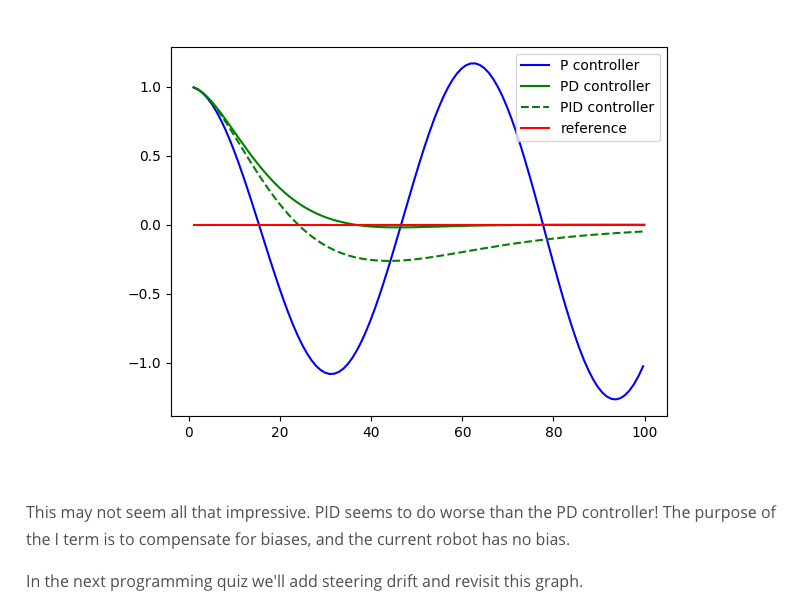 1.0
0.5
0.0
−0.5
−1.0
0 20 40 60 80 100
P controller
PD controller
PID controller
reference
This may not seem all that impressive. PID seems to do worse than the PD controller! The purpose of
the I term is to compensate for biases, and the current robot has no bias.
In the next programming quiz we'll add steering drift and revisit this graph.